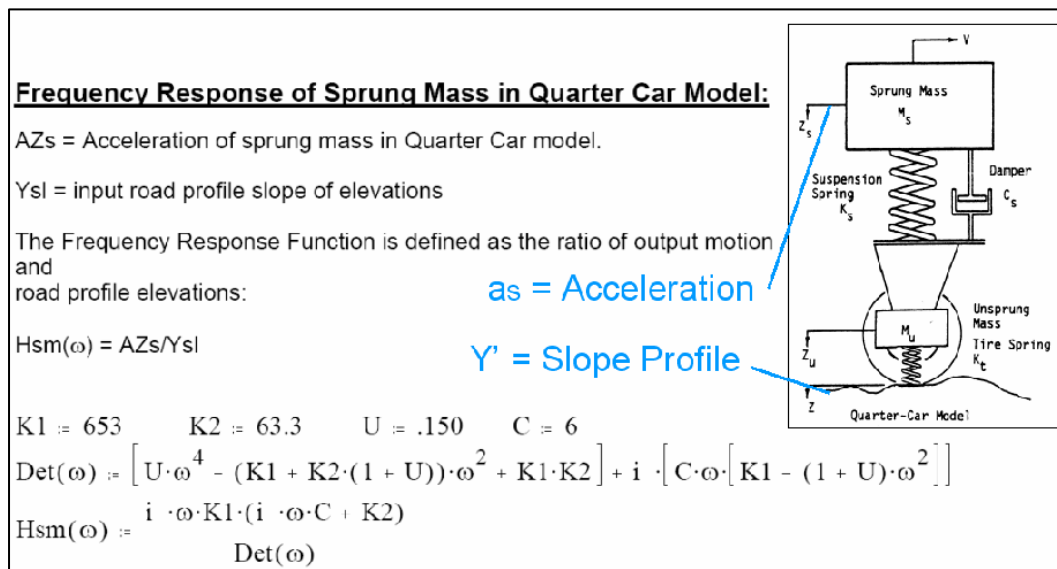 Frequency Response of Sprung Mass in Quarter Car Model:
AZs = Acceleration of sprung mass in Quarter Car model.
Ysl = input road profile slope of elevations
The Frequency Response Function is defined as the ratio of output motion
and
road profile elevations:
Hsm(ω) = AZs/Ysl
as = Acceleration
Y' = Slope Profile
K1 := 653 K2 := 63.3 U := .150 C := 6
Det(ω) := [U·ω^4 - (K1 + K2·(1 + U))·ω^2 + K1·K2] + i ·[C·ω·[K1 - (1 + U)·ω^2]]
Hsm(ω) := i ·ω·K1·(i ·ω·C + K2)
Det(ω)
V
Sprung Mass
Ms
Zs
Suspension
Spring
Ks
Damper
Cs
Mu
Unsprung
Mass
Tire Spring
Kt
Zu
Z
Quarter-Car Model